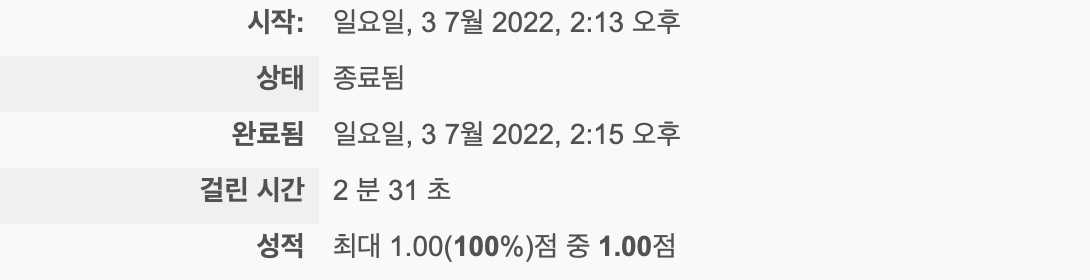 시작: 일요일, 3 7월 2022, 2:13 오후
상태 종료됨
완료됨 일요일, 3 7월 2022, 2:15 오후
걸린 시간 2 분 31 초
성적 최대 1.00(100%)점 중 1.00점